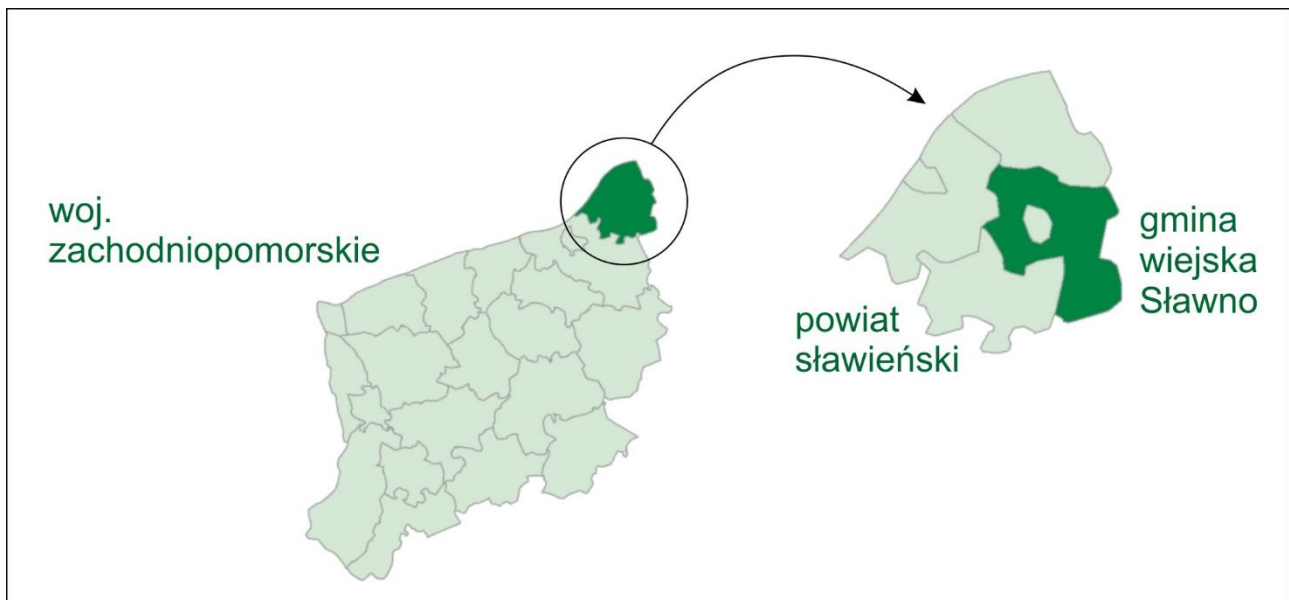 woj.
zachodniopomorskie
powiat
sławieński
gmina
wiejska
Sławno